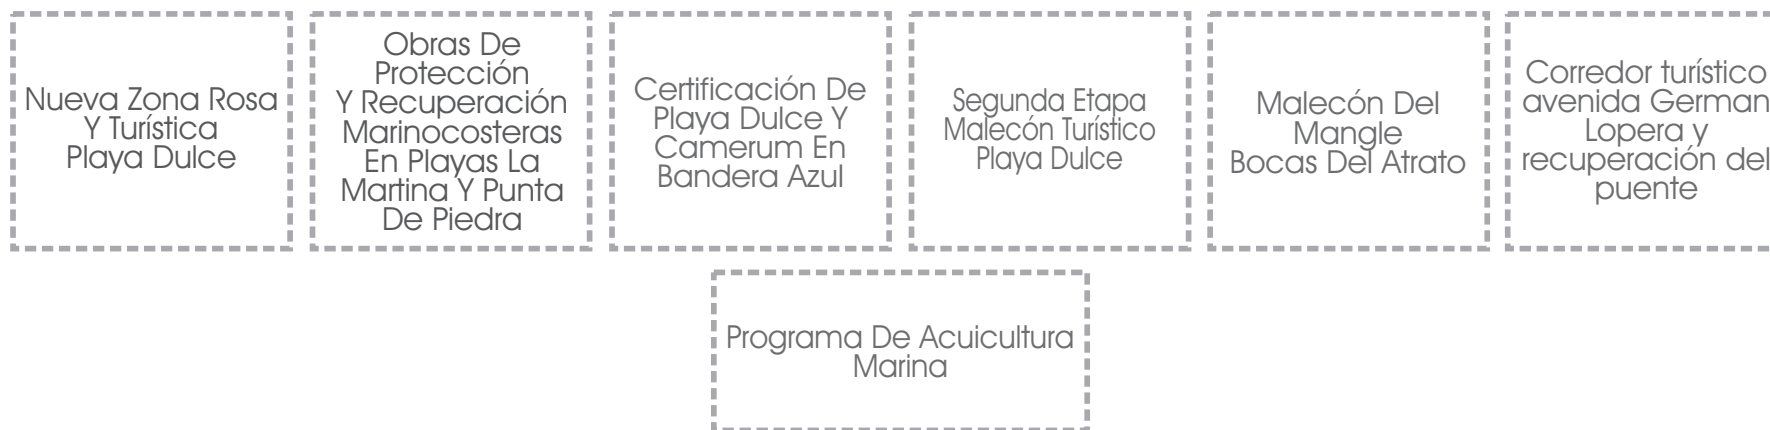 Nueva Zona Rosa
Y Turística
Playa Dulce
Obras De
Protección
Y Recuperación
Marinocosteras
En Playas La
Martina Y Punta
De Piedra
Certificación De
Playa Dulce Y
Camerum En
Bandera Azul
Segunda Etapa
Malecón Turístico
Playa Dulce
Malecón Del
Mangle
Bocas Del Atrato
Corredor turístico
avenida German
Lopera y
recuperación del
puente
Programa De Acuicultura
Marina